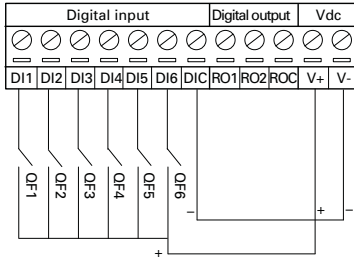 Digital input Digital output Vdc
DI1 DI2 DI3 DI4 DI5 DI6 DIC RO1 RO2 ROC V+ V-
QF1 QF2 QF3 QF4 QF5 QF6
− + −
+